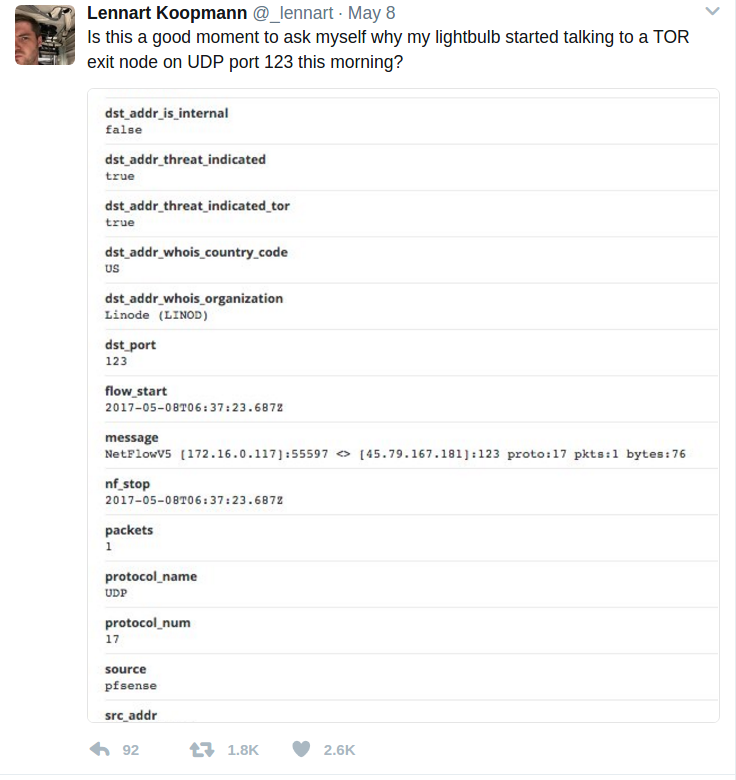 Lennart Koopmann @_lennart · May 8
Is this a good moment to ask myself why my lightbulb started talking to a TOR
exit node on UDP port 123 this morning?
dst_addr_is_internal
false
dst_addr_threat_indicated
true
dst_addr_threat_indicated_tor
true
dst_addr_whois_country_code
US
dst_addr_whois_organization
Linode (LINOD)
dst_port
123
flow_start
2017-05-08T06:37:23.687Z
message
NetFlowV5 [172.16.0.117]:55597 <> [45.79.167.181]:123 proto:17 pkts:1 bytes:76
nf_stop
2017-05-08T06:37:23.687Z
packets
1
protocol_name
UDP
protocol_num
17
source
pfsense
src_addr
92 1.8K 2.6K